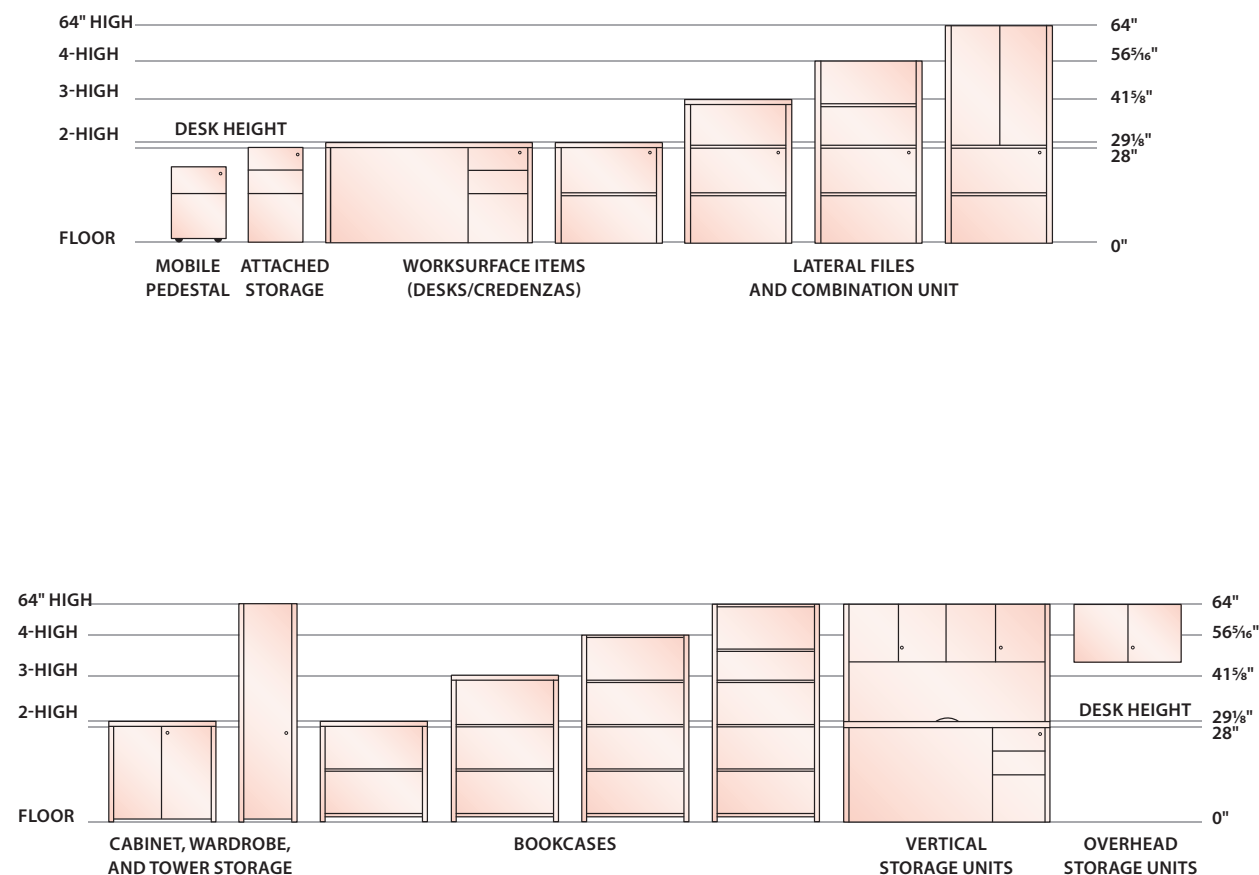 64" HIGH
64"
4-HIGH
56⁵⁄₁₆"
3-HIGH
41⅝"
2-HIGH
DESK HEIGHT
29⅛"
28"
FLOOR
0"
MOBILE
PEDESTAL
ATTACHED
STORAGE
WORKSURFACE ITEMS
(DESKS/CREDENZAS)
LATERAL FILES
AND COMBINATION UNIT
64" HIGH
64"
4-HIGH
56⁵⁄₁₆"
3-HIGH
41⅝"
2-HIGH
DESK HEIGHT
29⅛"
28"
FLOOR
0"
CABINET, WARDROBE,
AND TOWER STORAGE
BOOKCASES
VERTICAL
STORAGE UNITS
OVERHEAD
STORAGE UNITS